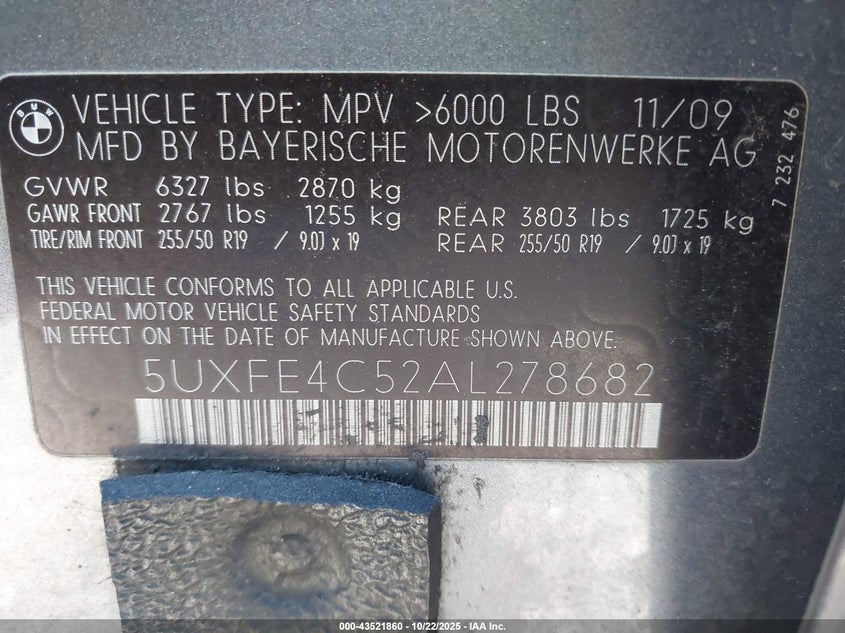 BMW
VEHICLE TYPE: MPV >6000 LBS 11/09
MFD BY BAYERISCHE MOTORENWERKE AG
GVWR 6327 lbs 2870 kg
GAWR FRONT 2767 lbs 1255 kg REAR 3803 lbs 1725 kg
TIRE/RIM FRONT 255/50 R19 / 9.0J x 19 REAR 255/50 R19 / 9.0J x 19
7 232 476
THIS VEHICLE CONFORMS TO ALL APPLICABLE U.S.
FEDERAL MOTOR VEHICLE SAFETY STANDARDS
IN EFFECT ON THE DATE OF MANUFACTURE SHOWN ABOVE.
5UXFE4C52AL278682
000-43521860 - 10/22/2025 - © IAA Inc.